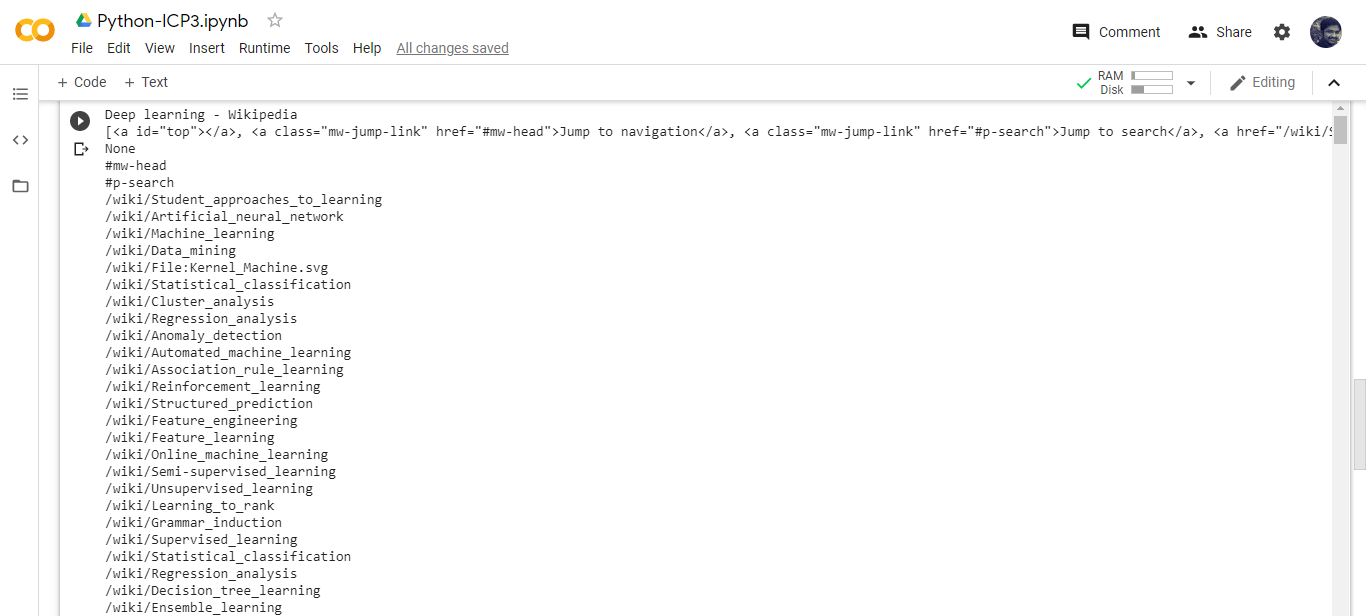 Python-ICP3.ipynb
File Edit View Insert Runtime Tools Help All changes saved
Comment Share
+ Code + Text
RAM
Disk
Editing
Deep learning - Wikipedia
[<a id="top"></a>, <a class="mw-jump-link" href="#mw-head">Jump to navigation</a>, <a class="mw-jump-link" href="#p-search">Jump to search</a>, <a href="/wiki/
None
#mw-head
#p-search
/wiki/Student_approaches_to_learning
/wiki/Artificial_neural_network
/wiki/Machine_learning
/wiki/Data_mining
/wiki/File:Kernel_Machine.svg
/wiki/Statistical_classification
/wiki/Cluster_analysis
/wiki/Regression_analysis
/wiki/Anomaly_detection
/wiki/Automated_machine_learning
/wiki/Association_rule_learning
/wiki/Reinforcement_learning
/wiki/Structured_prediction
/wiki/Feature_engineering
/wiki/Feature_learning
/wiki/Online_machine_learning
/wiki/Semi-supervised_learning
/wiki/Unsupervised_learning
/wiki/Learning_to_rank
/wiki/Grammar_induction
/wiki/Supervised_learning
/wiki/Statistical_classification
/wiki/Regression_analysis
/wiki/Decision_tree_learning
/wiki/Ensemble_learning